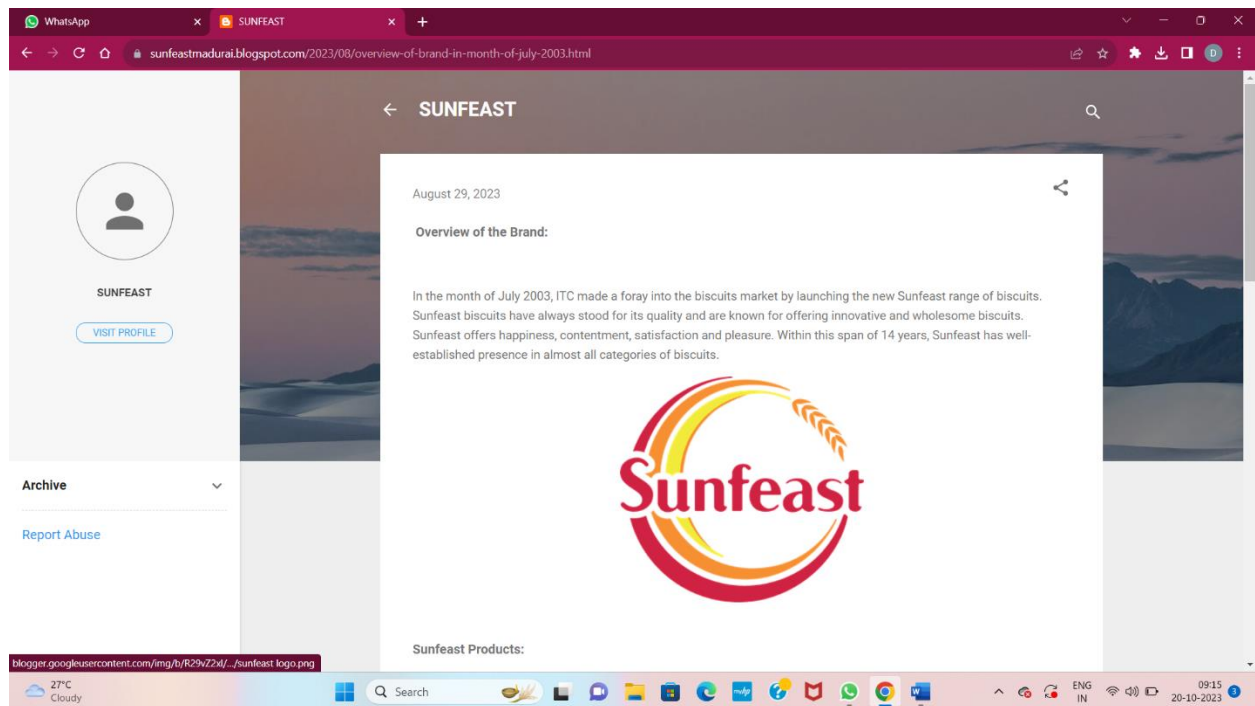 WhatsApp
SUNFEAST
sunfeastmadurai.blogspot.com/2023/08/overview-of-brand-in-month-of-july-2003.html
D
SUNFEAST
August 29, 2023
Overview of the Brand:
In the month of July 2003, ITC made a foray into the biscuits market by launching the new Sunfeast range of biscuits.
Sunfeast biscuits have always stood for its quality and are known for offering innovative and wholesome biscuits.
Sunfeast offers happiness, contentment, satisfaction and pleasure. Within this span of 14 years, Sunfeast has well-
established presence in almost all categories of biscuits.
SUNFEAST
VISIT PROFILE
Sunfeast
Archive
Report Abuse
Sunfeast Products:
blogger.googleusercontent.com/img/b/R29vZ2xl/.../sunfeast logo.png
27°C
Cloudy
Search
ENG
IN
09:15
20-10-2023
3